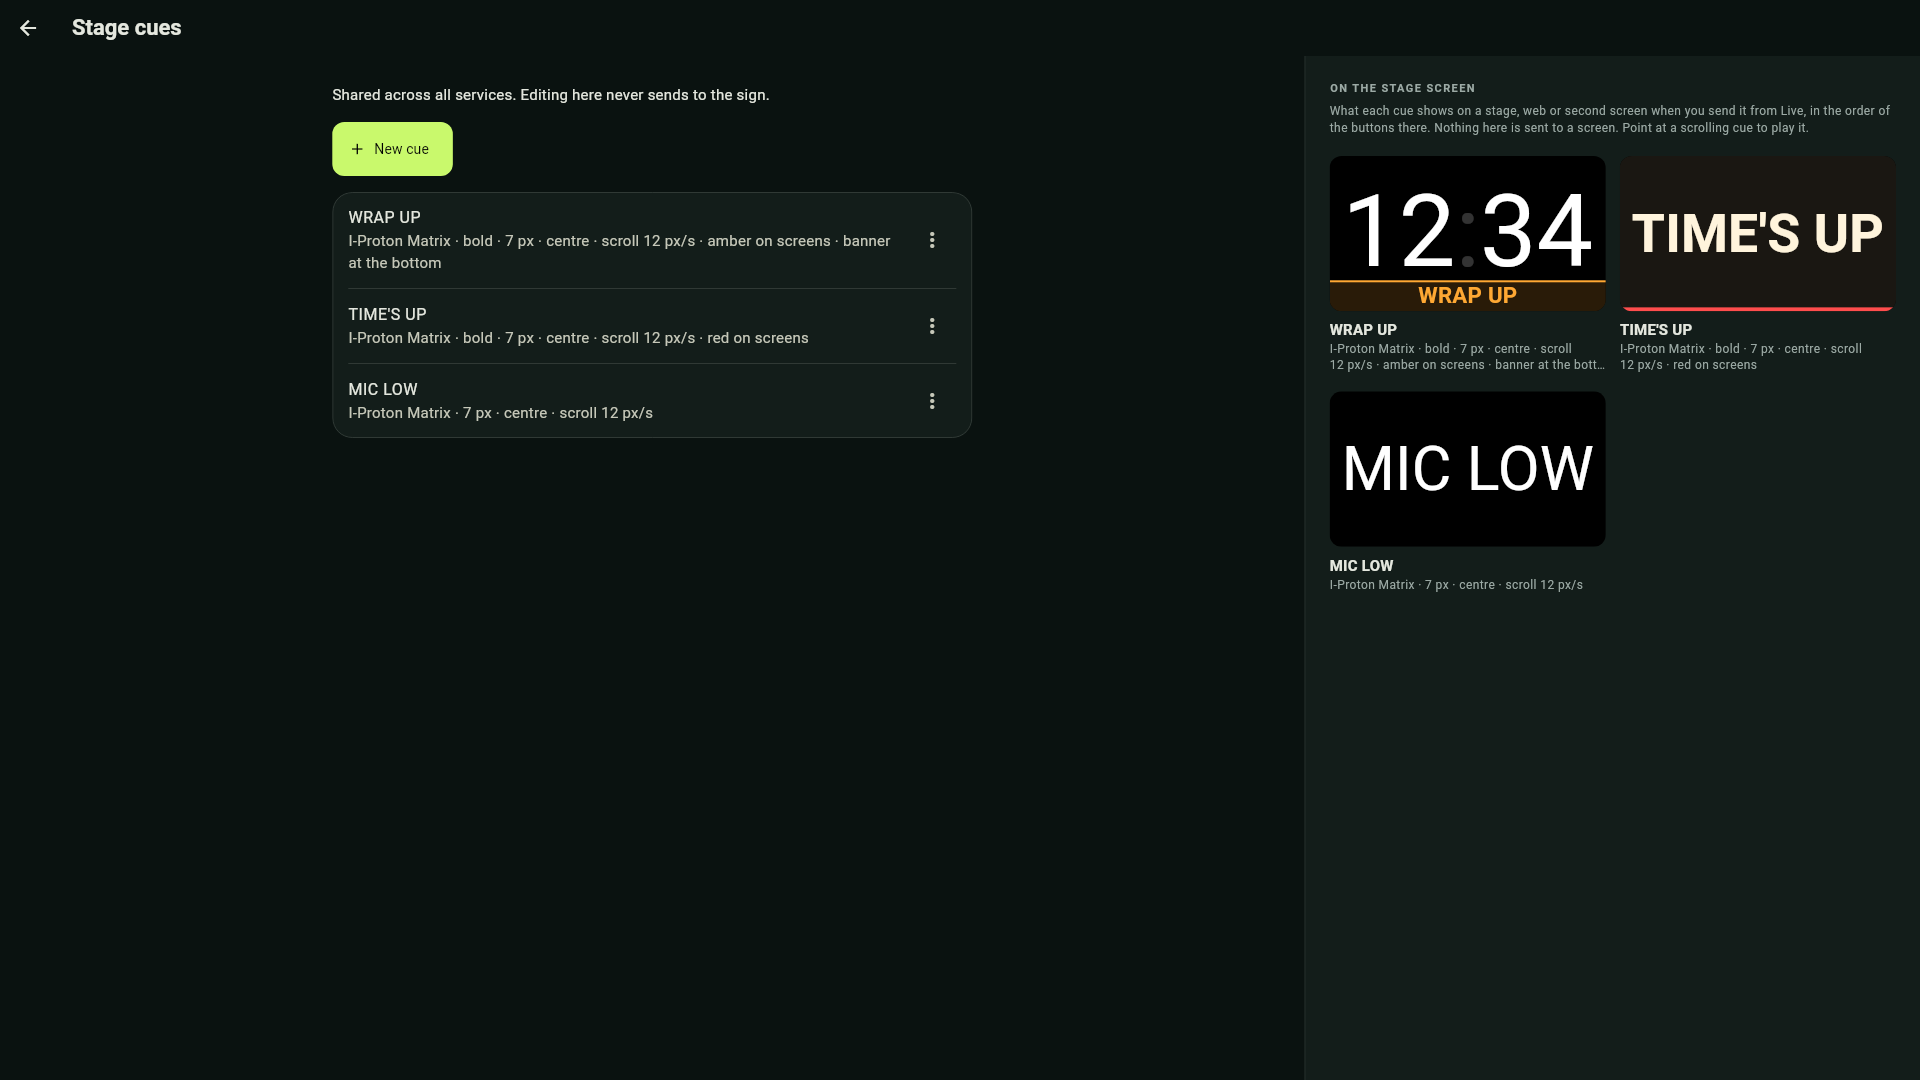 Stage cues
Shared across all services. Editing here never sends to the sign.
New cue
WRAP UP
I-Proton Matrix · bold · 7 px · centre · scroll 12 px/s · amber on screens · banner
at the bottom
TIME'S UP
I-Proton Matrix · bold · 7 px · centre · scroll 12 px/s · red on screens
MIC LOW
I-Proton Matrix · 7 px · centre · scroll 12 px/s
ON THE STAGE SCREEN
What each cue shows on a stage, web or second screen when you send it from Live, in the order of
the buttons there. Nothing here is sent to a screen. Point at a scrolling cue to play it.
12:34
WRAP UP
WRAP UP
I-Proton Matrix · bold · 7 px · centre · scroll
12 px/s · amber on screens · banner at the bott…
TIME'S UP
TIME'S UP
I-Proton Matrix · bold · 7 px · centre · scroll
12 px/s · red on screens
MIC LOW
MIC LOW
I-Proton Matrix · 7 px · centre · scroll 12 px/s